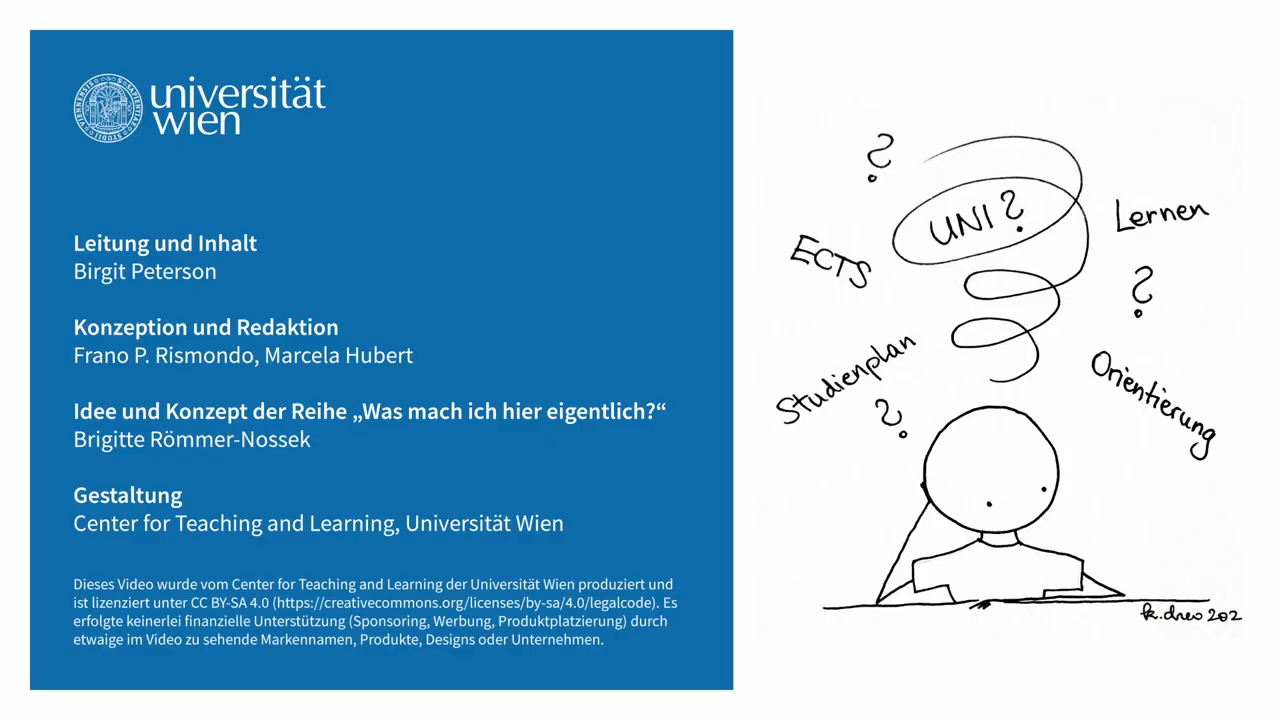 universität
wien
Leitung und Inhalt
Birgit Peterson
Konzeption und Redaktion
Frano P. Rismondo, Marcela Hubert
Idee und Konzept der Reihe „Was mach ich hier eigentlich?“
Brigitte Römmer-Nossek
Gestaltung
Center for Teaching and Learning, Universität Wien
Dieses Video wurde vom Center for Teaching and Learning der Universität Wien produziert und
ist lizenziert unter CC BY-SA 4.0 (https://creativecommons.org/licenses/by-sa/4.0/legalcode). Es
erfolgte keinerlei finanzielle Unterstützung (Sponsoring, Werbung, Produktplatzierung) durch
etwaige im Video zu sehende Markennamen, Produkte, Designs oder Unternehmen.
?
UNI?
Lernen
ECTS
?
Studienplan
Orientierung
?